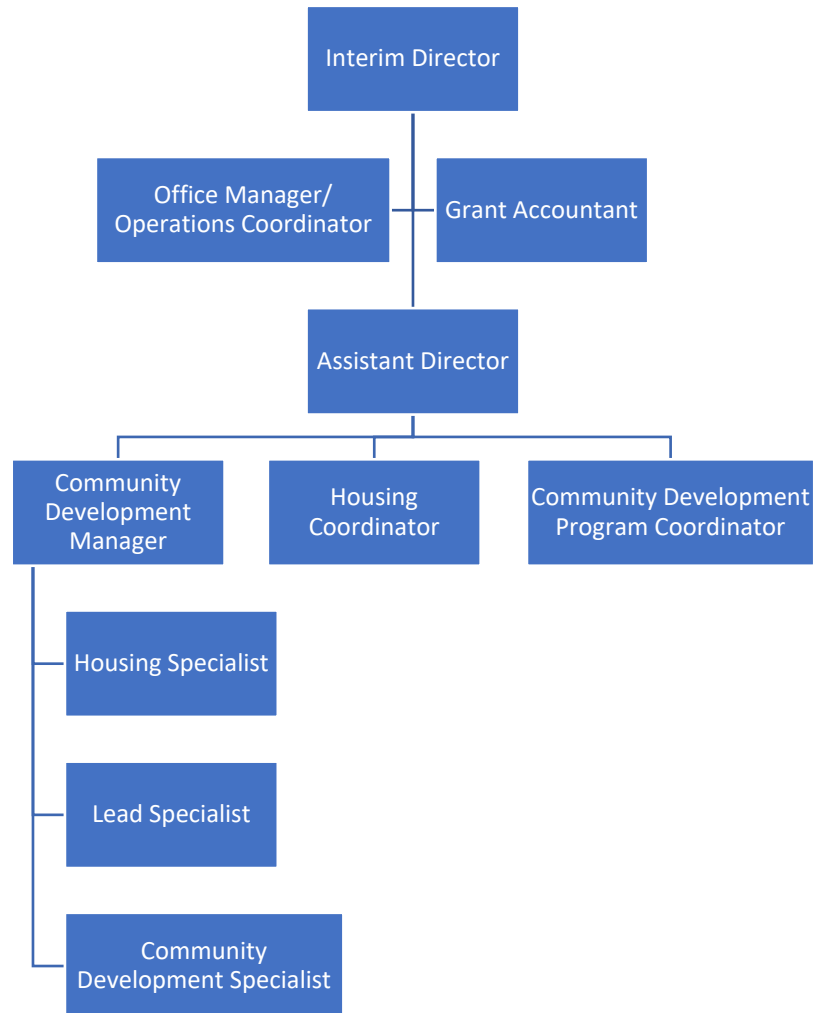 Interim Director
Office Manager/
Operations Coordinator
Grant Accountant
Assistant Director
Community
Development
Manager
Housing
Coordinator
Community Development
Program Coordinator
Housing Specialist
Lead Specialist
Community
Development Specialist